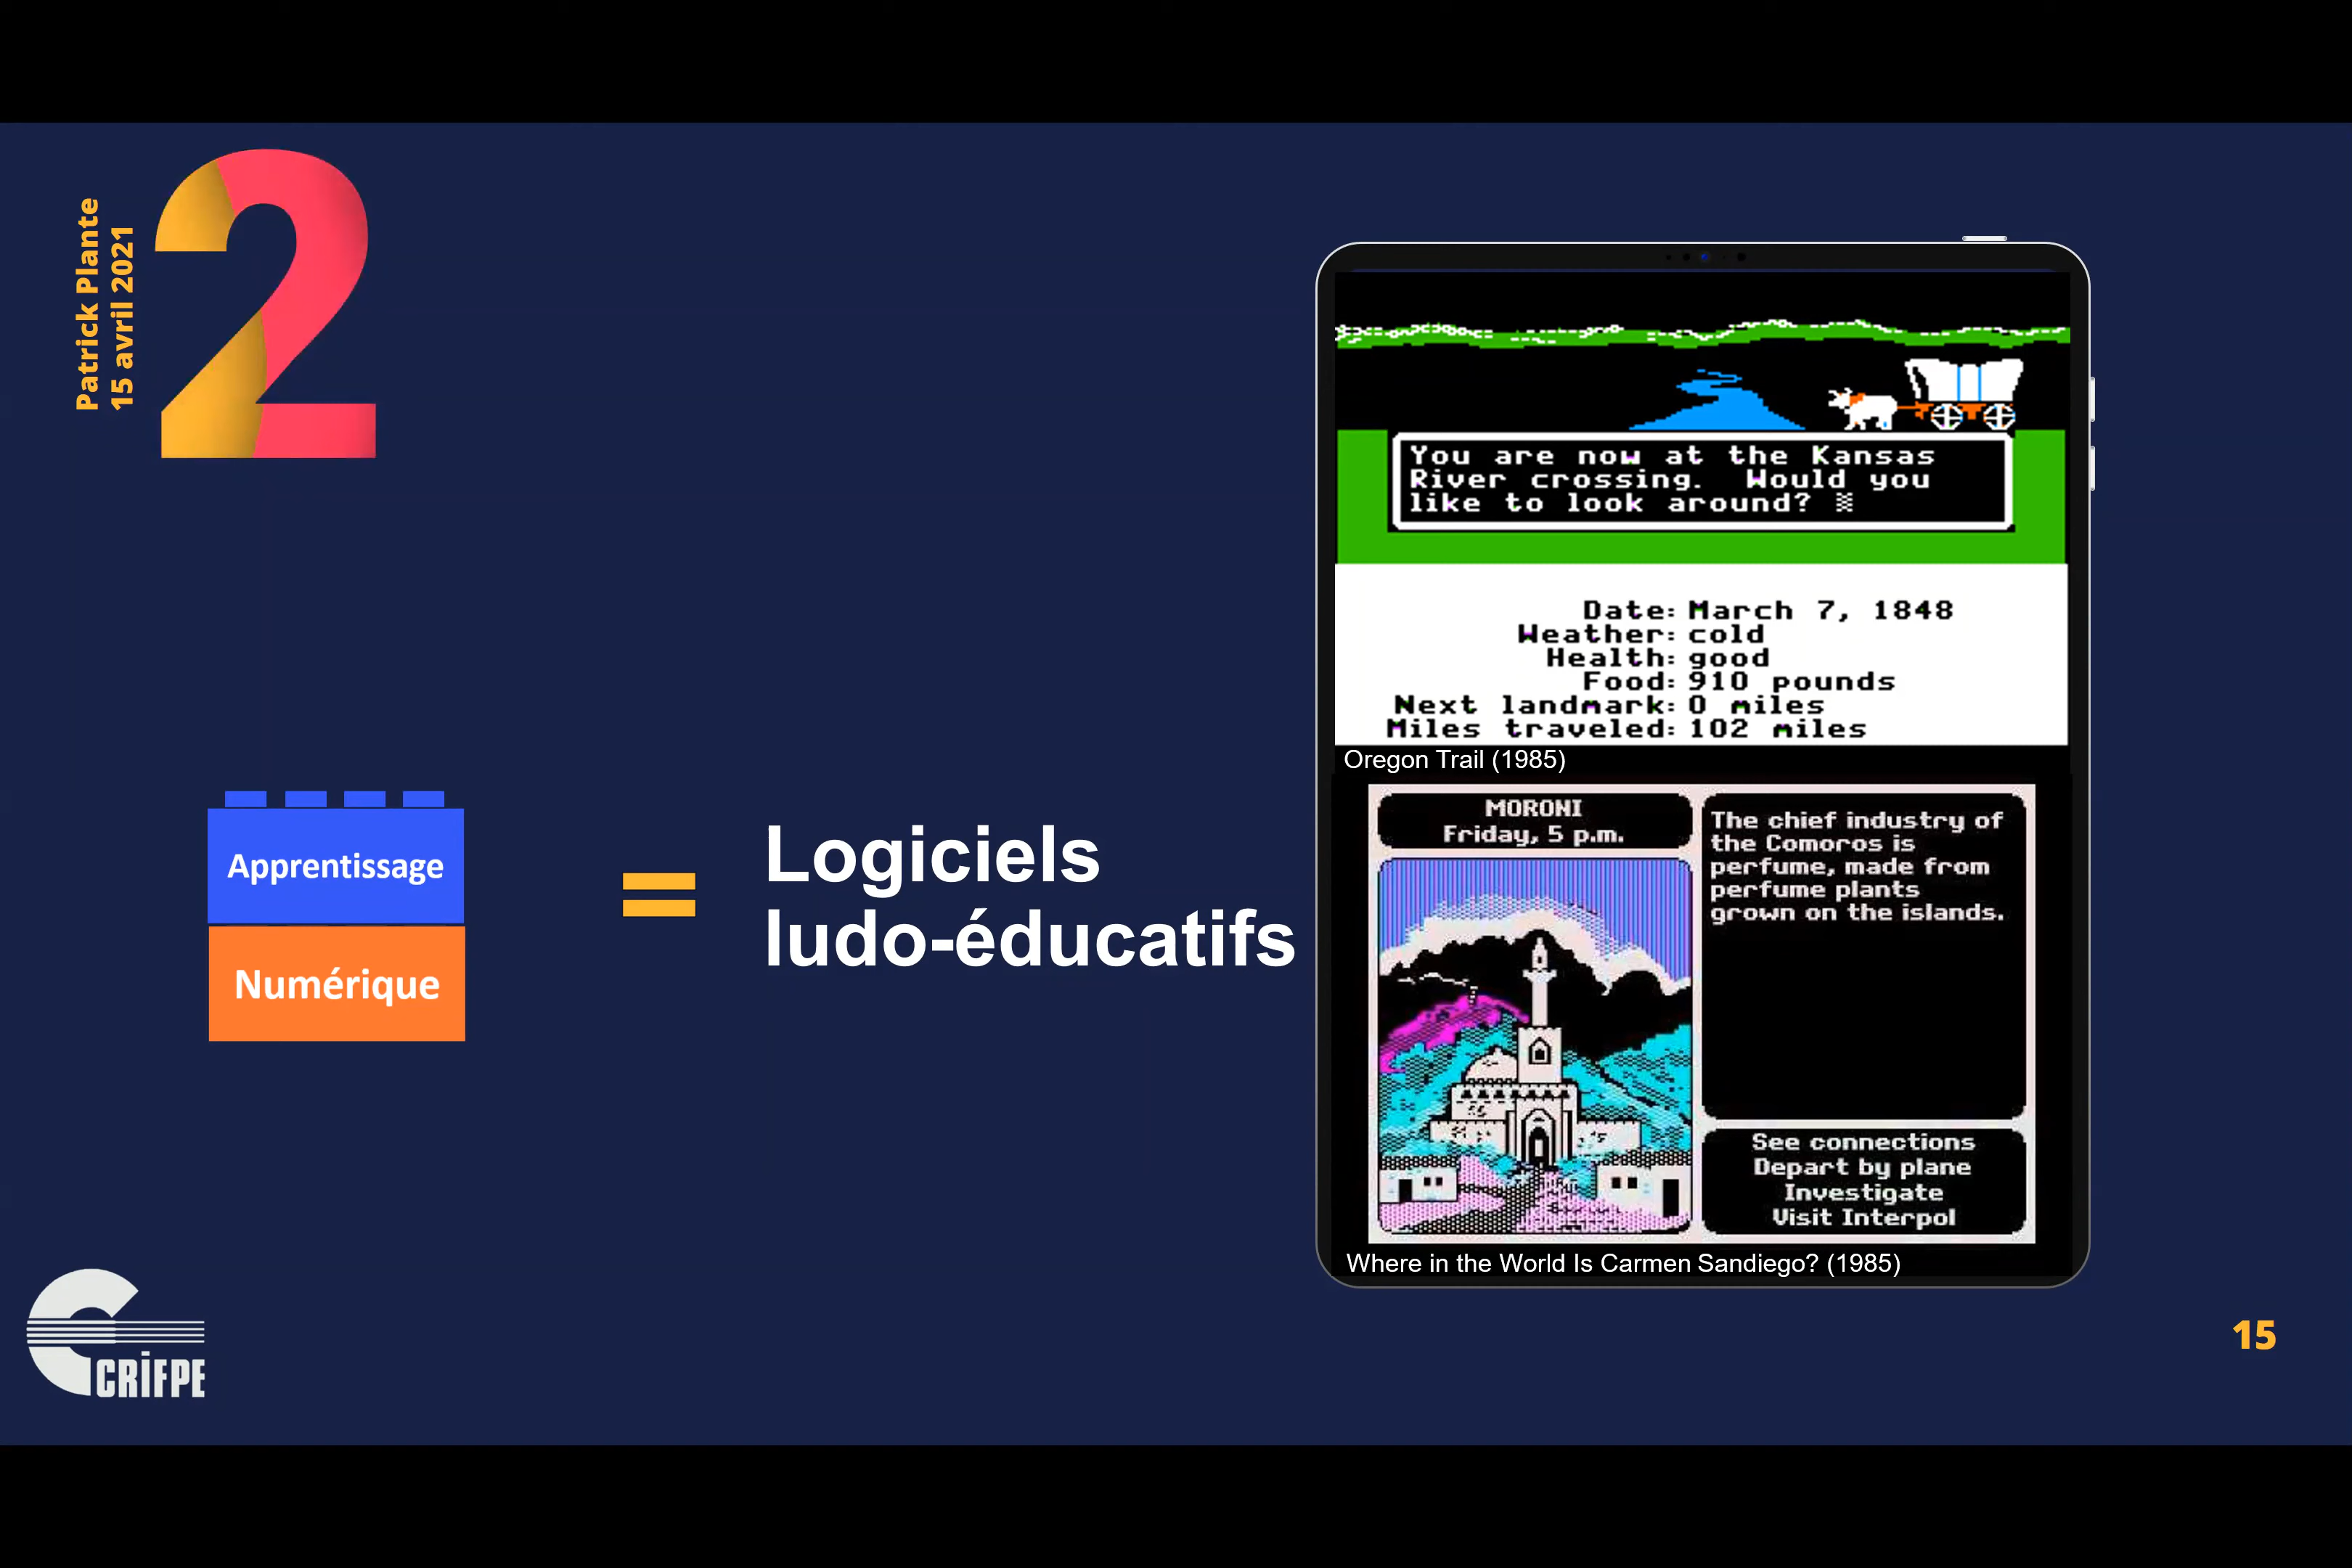 Patrick Plante
15 avril 2021
2
Apprentissage
Numérique
=
Logiciels
ludo-éducatifs
You are now at the Kansas
River crossing. Would you
like to look around?
Date: March 7, 1848
Weather: cold
Health: good
Food: 910 pounds
Next landmark: 0 miles
Miles traveled: 102 miles
Oregon Trail (1985)
MORONI
Friday, 5 p.m.
The chief industry of
the Comoros is
perfume, made from
perfume plants
grown on the islands.
See connections
Depart by plane
Investigate
Visit Interpol
Where in the World Is Carmen Sandiego? (1985)
CRIFPE
15